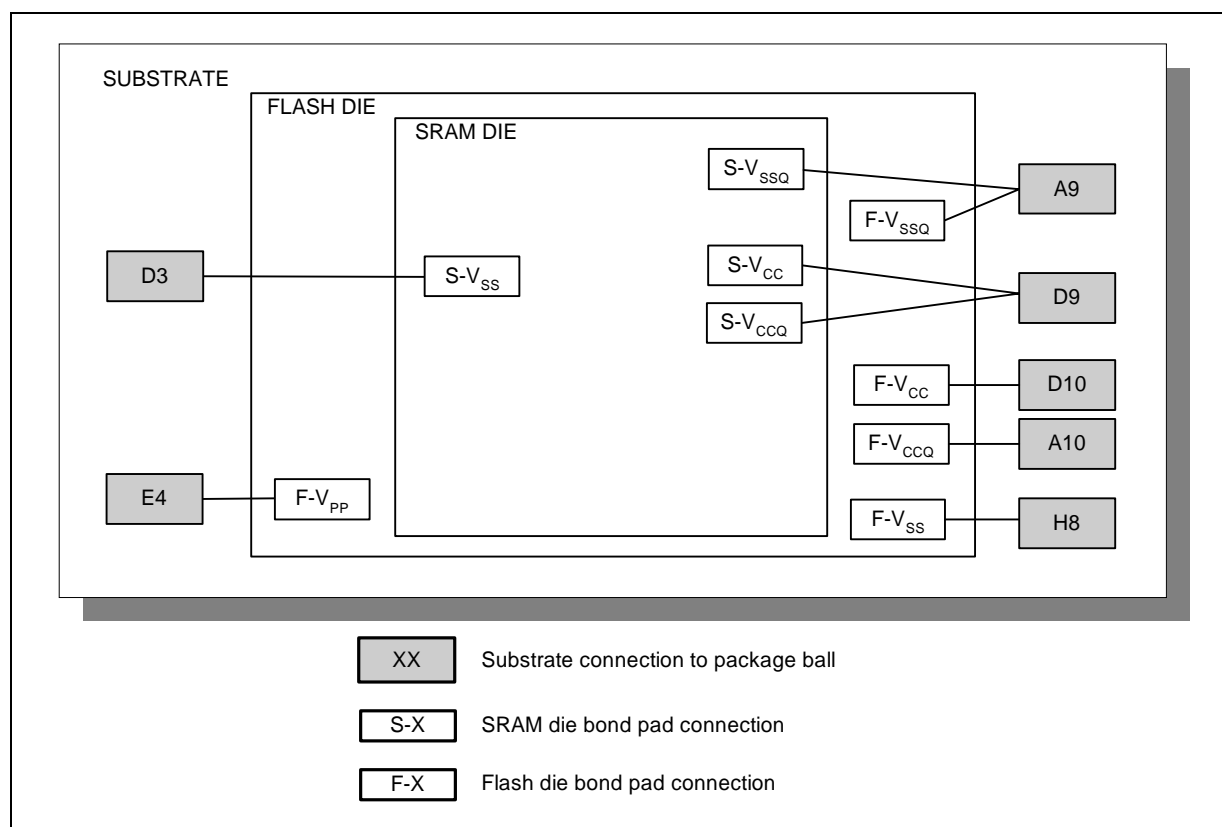 SUBSTRATE
FLASH DIE
SRAM DIE
S-VSSQ
A9
F-VSSQ
D3
S-VSS
S-VCC
D9
S-VCCQ
F-VCC
D10
F-VCCQ
A10
E4
F-VPP
F-VSS
H8
XX Substrate connection to package ball
S-X SRAM die bond pad connection
F-X Flash die bond pad connection